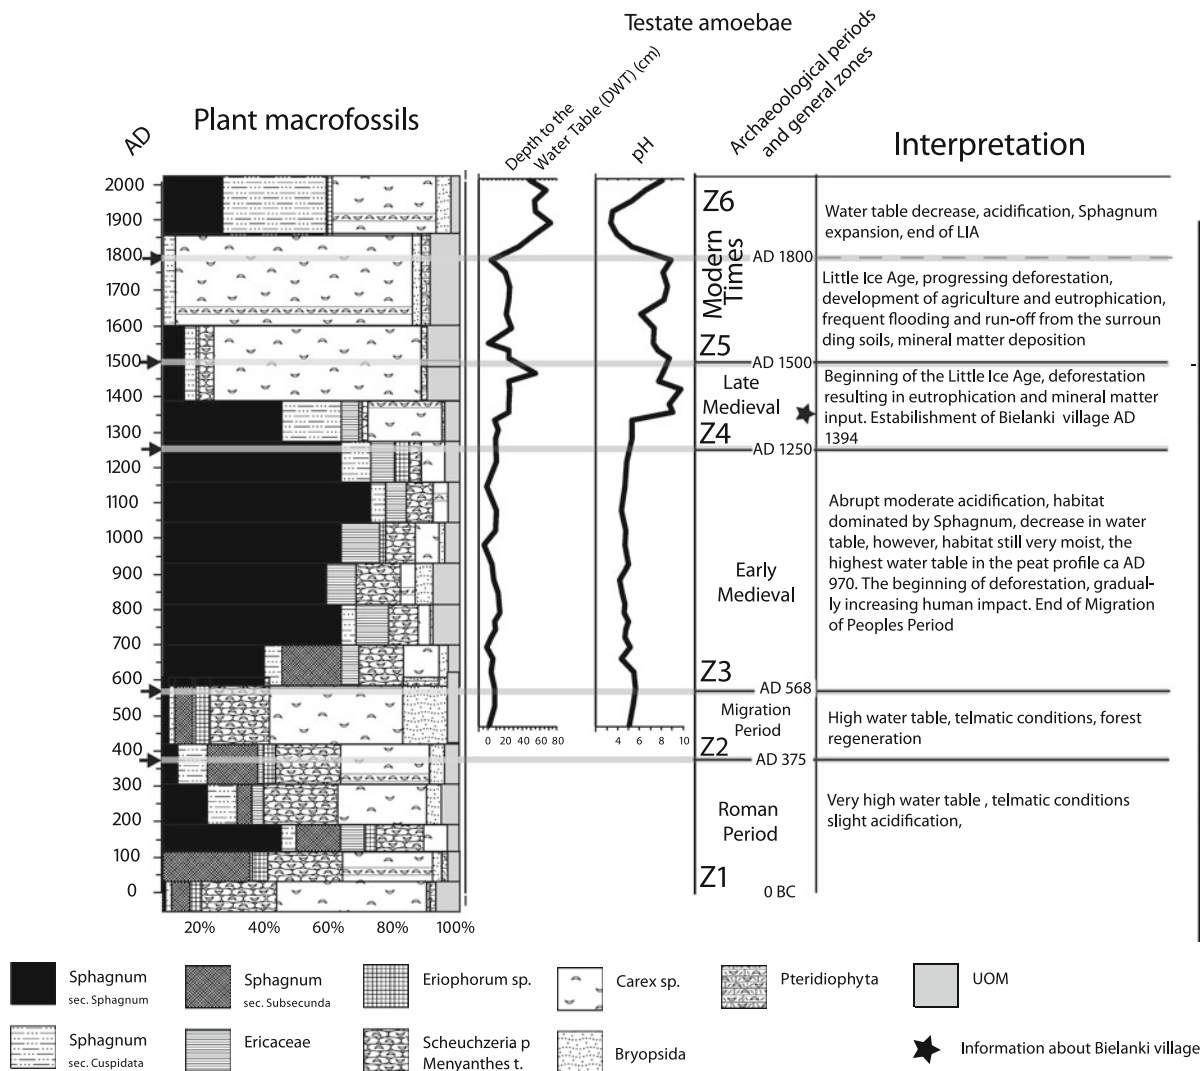 Testate amoebae
Plant macrofossils
AD
Depth to the
Water Table (DWT) (cm)
pH
Archaeoological periods
and general zones
Interpretation
2000
1900
1800
1700
1600
1500
1400
1300
1200
1100
1000
900
800
700
600
500
400
300
200
100
0
20%
40%
60%
80%
100%
0 20 40 60 80
4 6 8 10
Z6
Modern
Times
AD 1800
Z5
AD 1500
Late
Medieval
Z4
AD 1250
Early
Medieval
Z3
AD 568
Migration
Period
Z2
AD 375
Roman
Period
Z1
0 BC
Water table decrease, acidification, Sphagnum
expansion, end of LIA
Little Ice Age, progressing deforestation,
development of agriculture and eutrophication,
frequent flooding and run-off from the surroun
ding soils, mineral matter deposition
Beginning of the Little Ice Age, deforestation
resulting in eutrophication and mineral matter
input. Estabilishment of Bielanki village AD
1394
Abrupt moderate acidification, habitat
dominated by Sphagnum, decrease in water
table, however, habitat still very moist, the
highest water table in the peat profile ca AD
970. The beginning of deforestation, gradual-
ly increasing human impact. End of Migration
of Peoples Period
High water table, telmatic conditions, forest
regeneration
Very high water table , telmatic conditions
slight acidification,
Sphagnum
sec. Sphagnum
Sphagnum
sec. Subsecunda
Eriophorum sp.
Carex sp.
Pteridiophyta
UOM
Sphagnum
sec. Cuspidata
Ericaceae
Scheuchzeria p
Menyanthes t.
Bryopsida
Information about Bielanki village